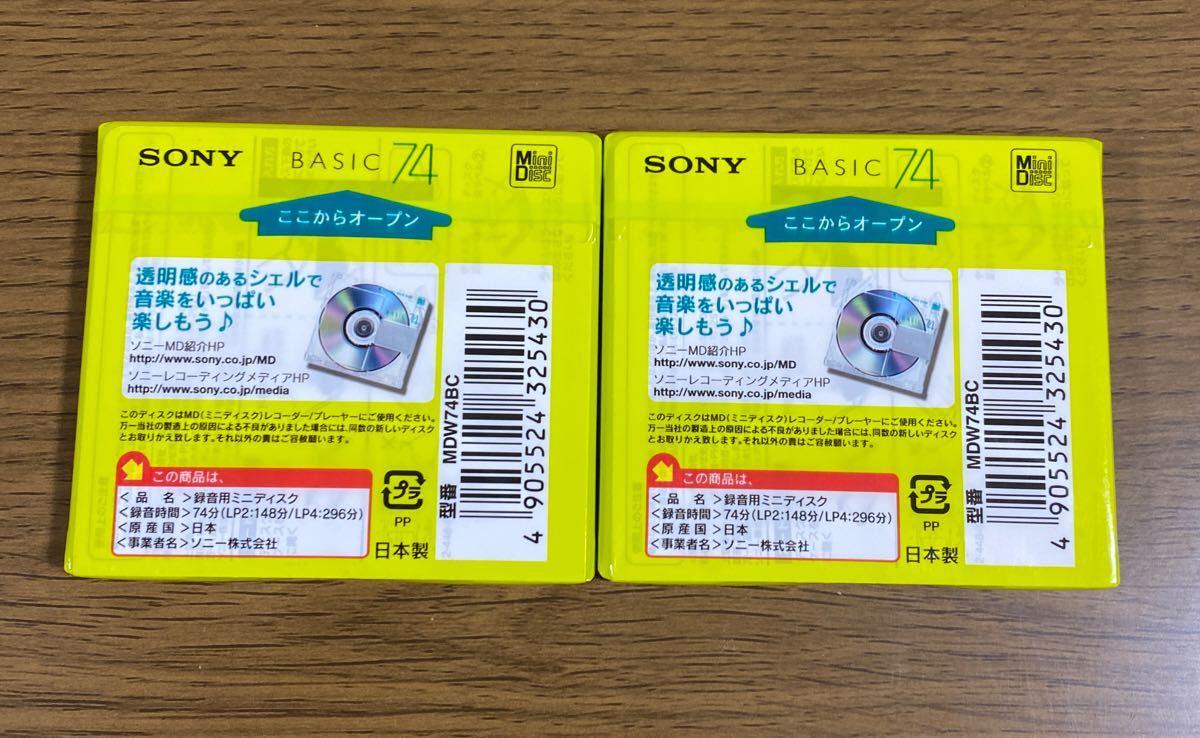 SONY BASIC 74 Mini Disc
ここからオープン
透明感のあるシェルで
音楽をいっぱい
楽しもう♪
ソニーMD紹介HP
http://www.sony.co.jp/MD
ソニーレコーディングメディアHP
http://www.sony.co.jp/media
このディスクはMD(ミニディスク)レコーダー/プレーヤーにご使用ください。
万一当社の製造上の原因による不良がありました場合には、同数の新しいディスク
とお取りかえ致します。それ以外の責はご容赦願います。
この商品は、
<品 名>録音用ミニディスク
<録音時間>74分(LP2:148分/LP4:296分)
<原産国>日本
<事業者名>ソニー株式会社
プラ
PP
日本製
型番 MDW74BC
4 905524 325430
SONY BASIC 74 Mini Disc
ここからオープン
透明感のあるシェルで
音楽をいっぱい
楽しもう♪
ソニーMD紹介HP
http://www.sony.co.jp/MD
ソニーレコーディングメディアHP
http://www.sony.co.jp/media
このディスクはMD(ミニディスク)レコーダー/プレーヤーにご使用ください。
万一当社の製造上の原因による不良がありました場合には、同数の新しいディスク
とお取りかえ致します。それ以外の責はご容赦願います。
この商品は、
<品 名>録音用ミニディスク
<録音時間>74分(LP2:148分/LP4:296分)
<原産国>日本
<事業者名>ソニー株式会社
プラ
PP
日本製
型番 MDW74BC
4 905524 325430